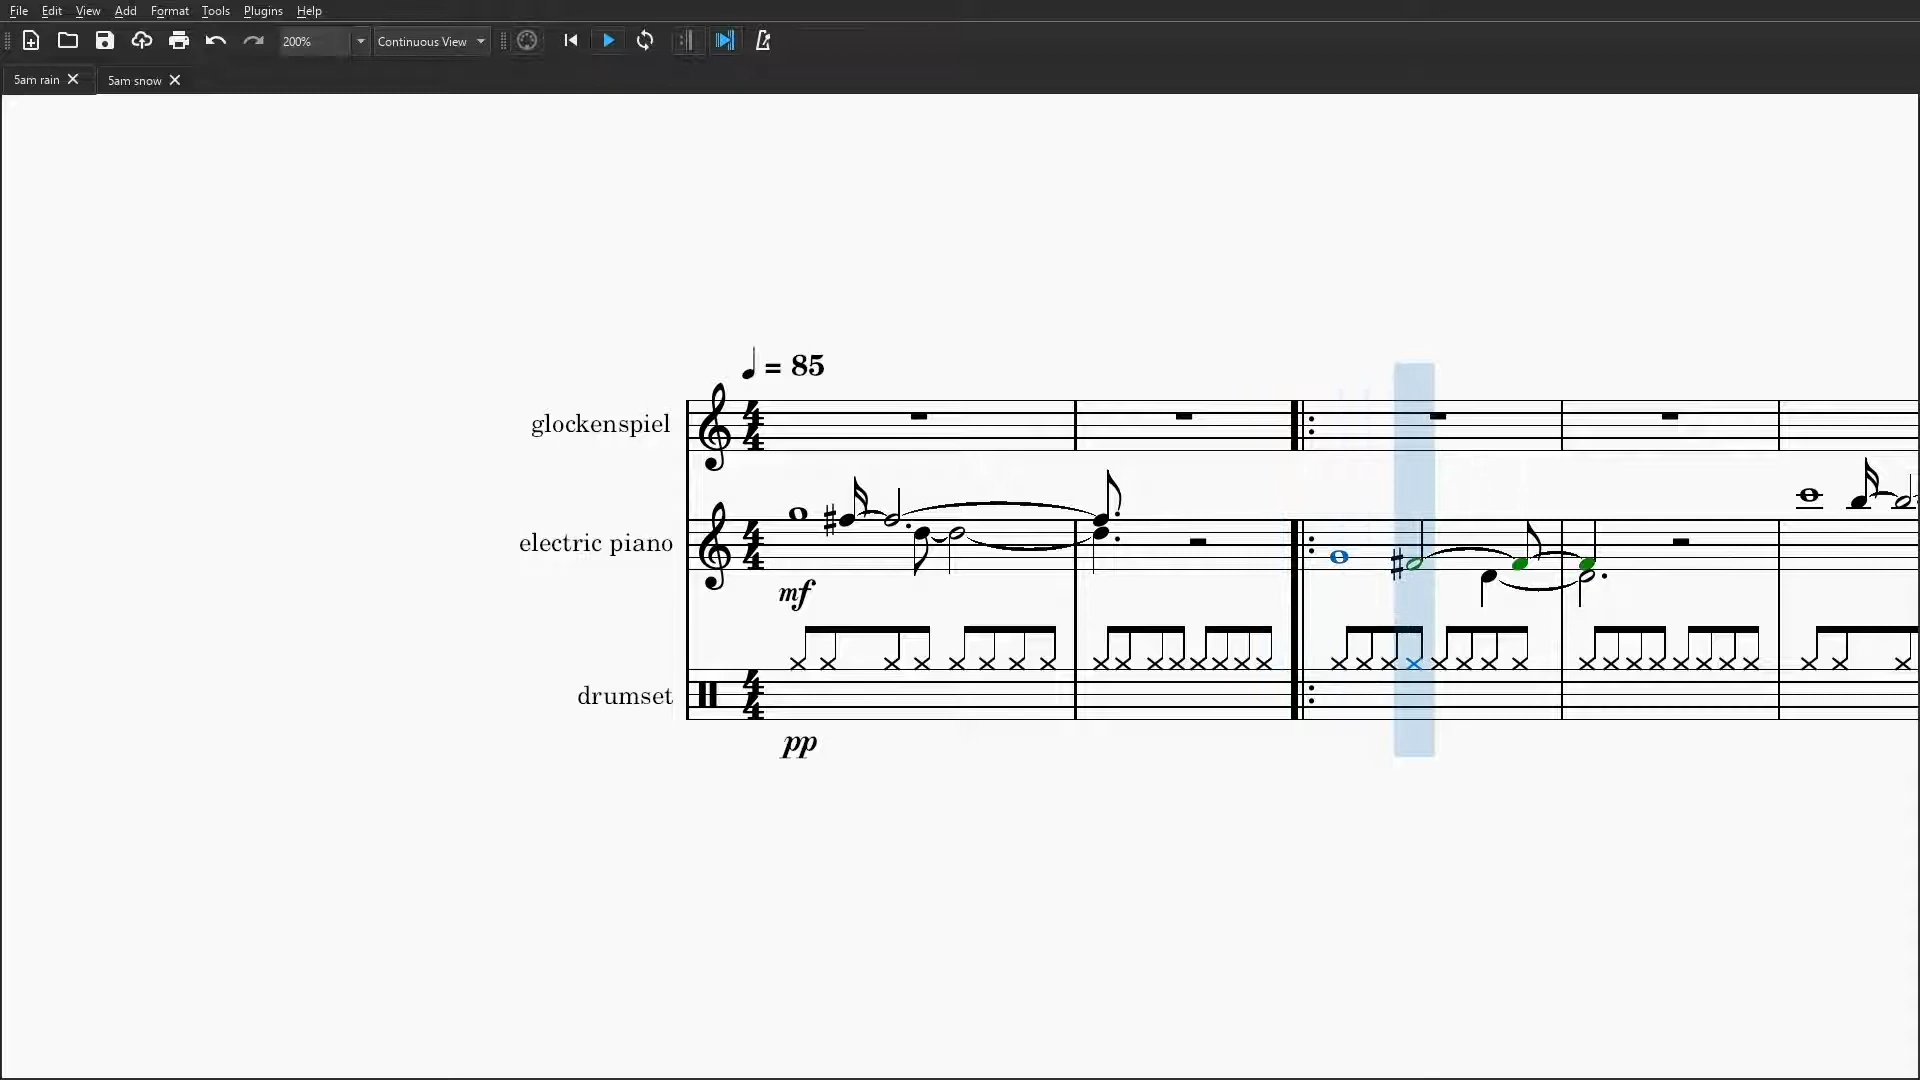 File Edit View Add Format Tools Plugins Help
200% Continuous View
5am rain 5am snow
= 85
glockenspiel
electric piano
mf
drumset
pp